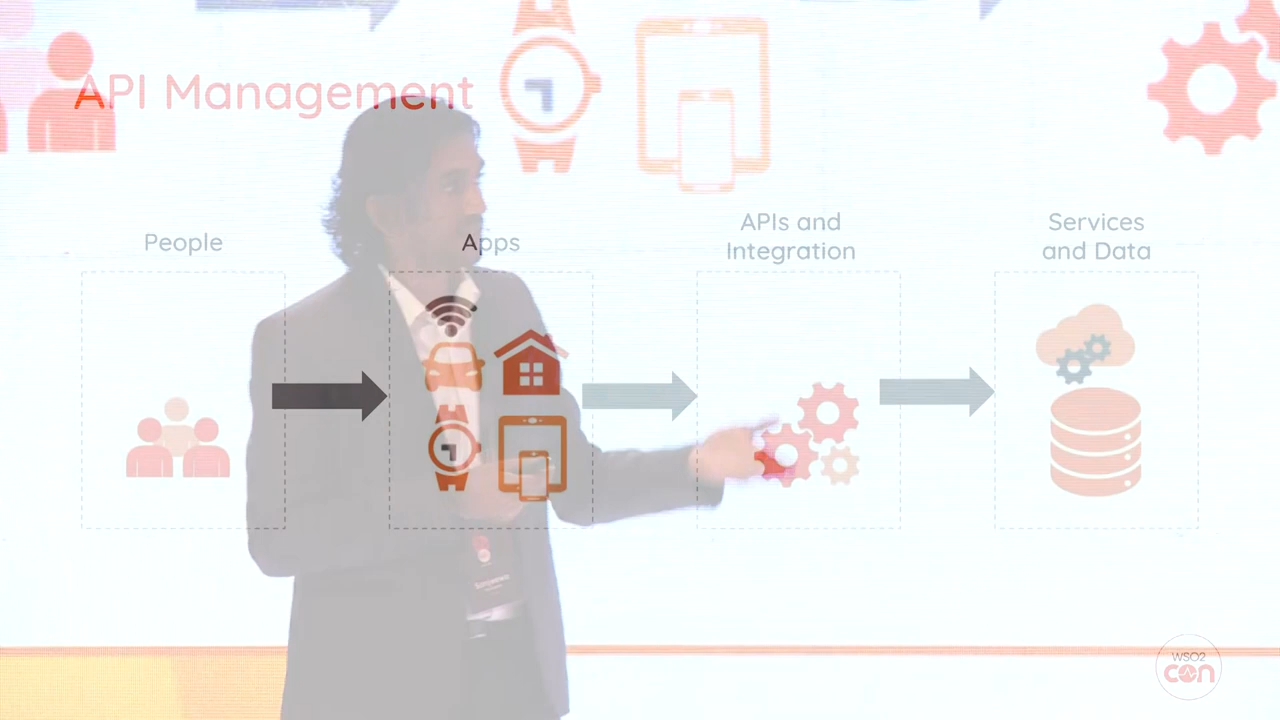 API Management
People
Apps
APIs and
Integration
Services
and Data
WSO2
con